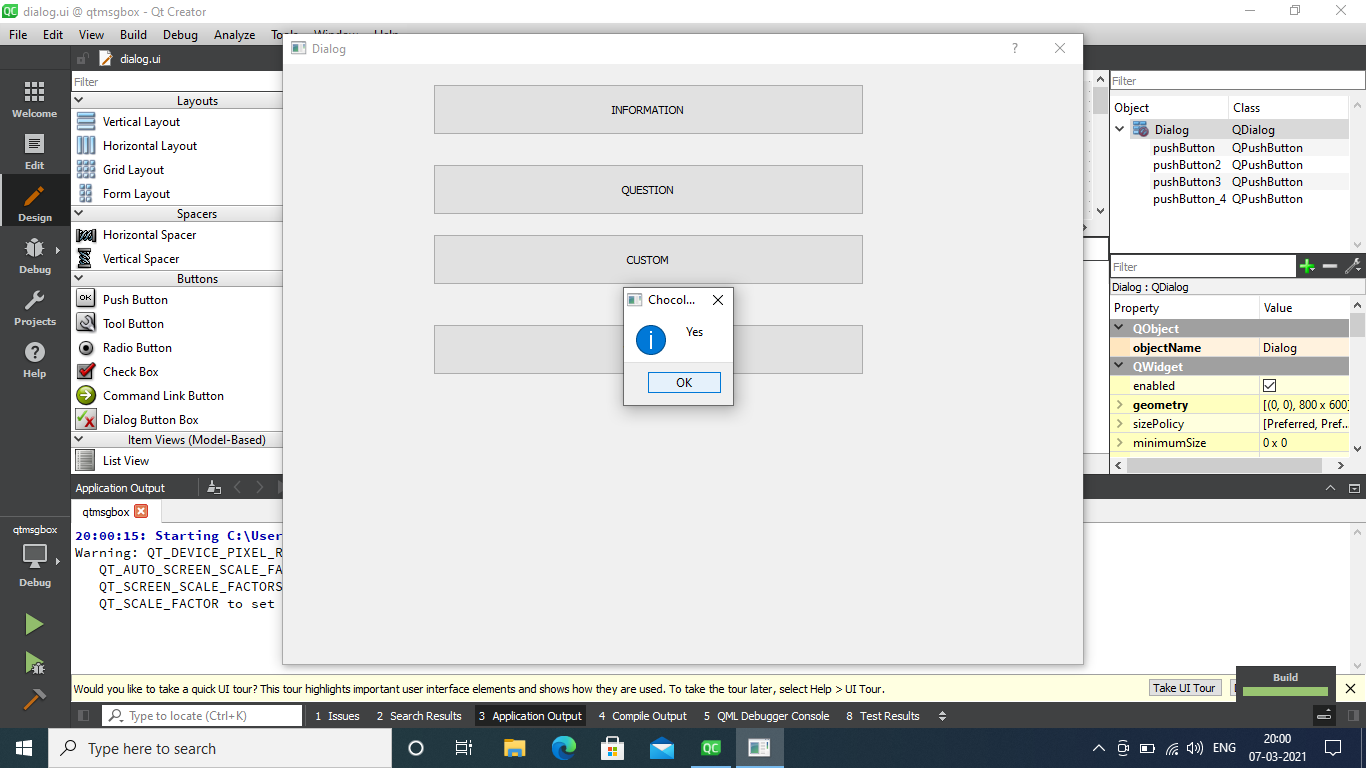 dialog.ui @ qtmsgbox - Qt Creator
File Edit View Build Debug Analyze
Dialog
dialog.ui
Filter
Layouts
Vertical Layout
Horizontal Layout
Grid Layout
Form Layout
Spacers
Horizontal Spacer
Vertical Spacer
Buttons
OK Push Button
Tool Button
Radio Button
Check Box
Command Link Button
Dialog Button Box
Item Views (Model-Based)
List View
Welcome
Edit
Design
Debug
Projects
Help
qtmsgbox
Debug
INFORMATION
QUESTION
CUSTOM
Chocol...
Yes
OK
Filter
Object Class
Dialog QDialog
pushButton QPushButton
pushButton2 QPushButton
pushButton3 QPushButton
pushButton_4 QPushButton
Filter
Dialog : QDialog
Property Value
QObject
objectName Dialog
QWidget
enabled
geometry [(0, 0), 800 x 600]
sizePolicy [Preferred, Pref...
minimumSize 0 x 0
Application Output
qtmsgbox
20:00:15: Starting C:\User
Warning: QT_DEVICE_PIXEL_R
QT_AUTO_SCREEN_SCALE_FA
QT_SCREEN_SCALE_FACTORS
QT_SCALE_FACTOR to set
Would you like to take a quick UI tour? This tour highlights important user interface elements and shows how they are used. To take the tour later, select Help > UI Tour.
Take UI Tour
Build
Type to locate (Ctrl+K)
1 Issues 2 Search Results 3 Application Output 4 Compile Output 5 QML Debugger Console 8 Test Results
Type here to search
QC
ENG
20:00
07-03-2021